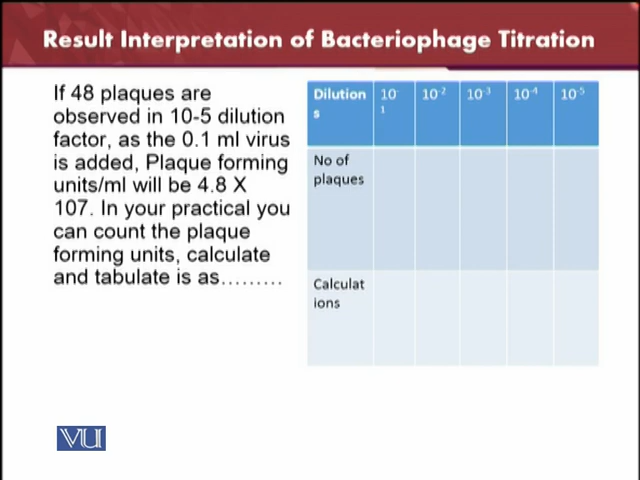 Result Interpretation of Bacteriophage Titration
If 48 plaques are
observed in 10-5 dilution
factor, as the 0.1 ml virus
is added, Plaque forming
units/ml will be 4.8 X
107. In your practical you
can count the plaque
forming units, calculate
and tabulate is as………
Dilution
s
10-
1
10-2
10-3
10-4
10-5
No of
plaques
Calculat
ions
VU